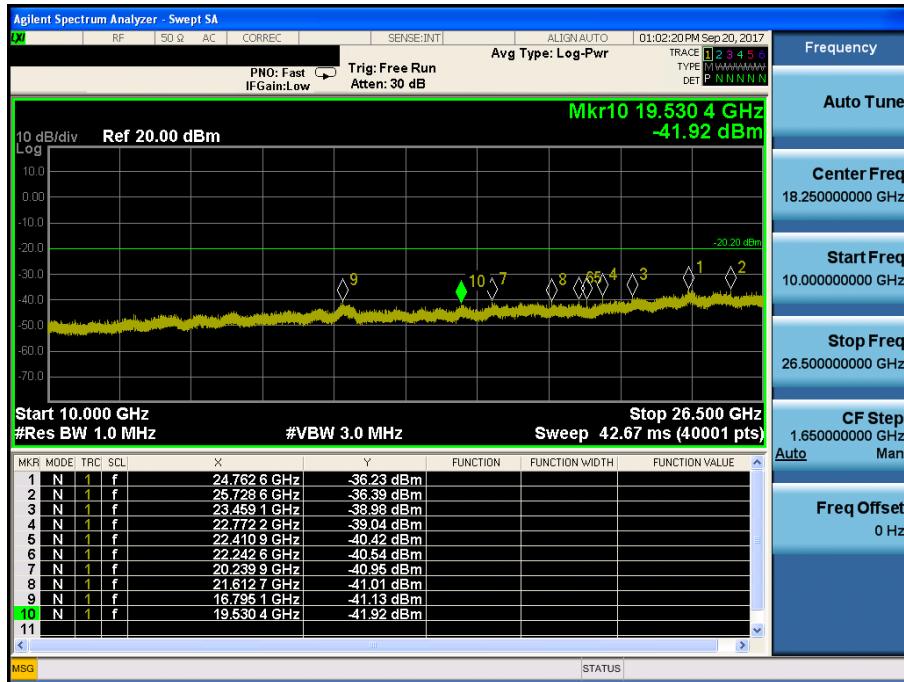 Agilent Spectrum Analyzer - Swept SA
LXI RF 50 Ω AC CORREC SENSE:INT ALIGN AUTO 01:02:20 PM Sep 20, 2017
Avg Type: Log-Pwr
TRACE 1 2 3 4 5 6
TYPE M WWWWW
DET P N N N N N
PNO: Fast
IFGain:Low
Trig: Free Run
Atten: 30 dB
Mkr10 19.530 4 GHz
-41.92 dBm
10 dB/div Ref 20.00 dBm
Log
10.0
0.00
-10.0
-20.0
-20.20 dBm
-30.0
-40.0
-50.0
-60.0
-70.0
9 10 7 8 6 5 4 3 1 2
Start 10.000 GHz Stop 26.500 GHz
#Res BW 1.0 MHz #VBW 3.0 MHz Sweep 42.67 ms (40001 pts)
MKR MODE TRC SCL X Y FUNCTION FUNCTION WIDTH FUNCTION VALUE
1 N 1 f 24.762 6 GHz -36.23 dBm
2 N 1 f 25.728 6 GHz -36.39 dBm
3 N 1 f 23.459 1 GHz -38.98 dBm
4 N 1 f 22.772 2 GHz -39.04 dBm
5 N 1 f 22.410 9 GHz -40.42 dBm
6 N 1 f 22.242 6 GHz -40.54 dBm
7 N 1 f 20.239 9 GHz -40.95 dBm
8 N 1 f 21.612 7 GHz -41.01 dBm
9 N 1 f 16.795 1 GHz -41.13 dBm
10 N 1 f 19.530 4 GHz -41.92 dBm
11
MSG STATUS
Frequency
Auto Tune
Center Freq
18.250000000 GHz
Start Freq
10.000000000 GHz
Stop Freq
26.500000000 GHz
CF Step
1.650000000 GHz
Auto Man
Freq Offset
0 Hz